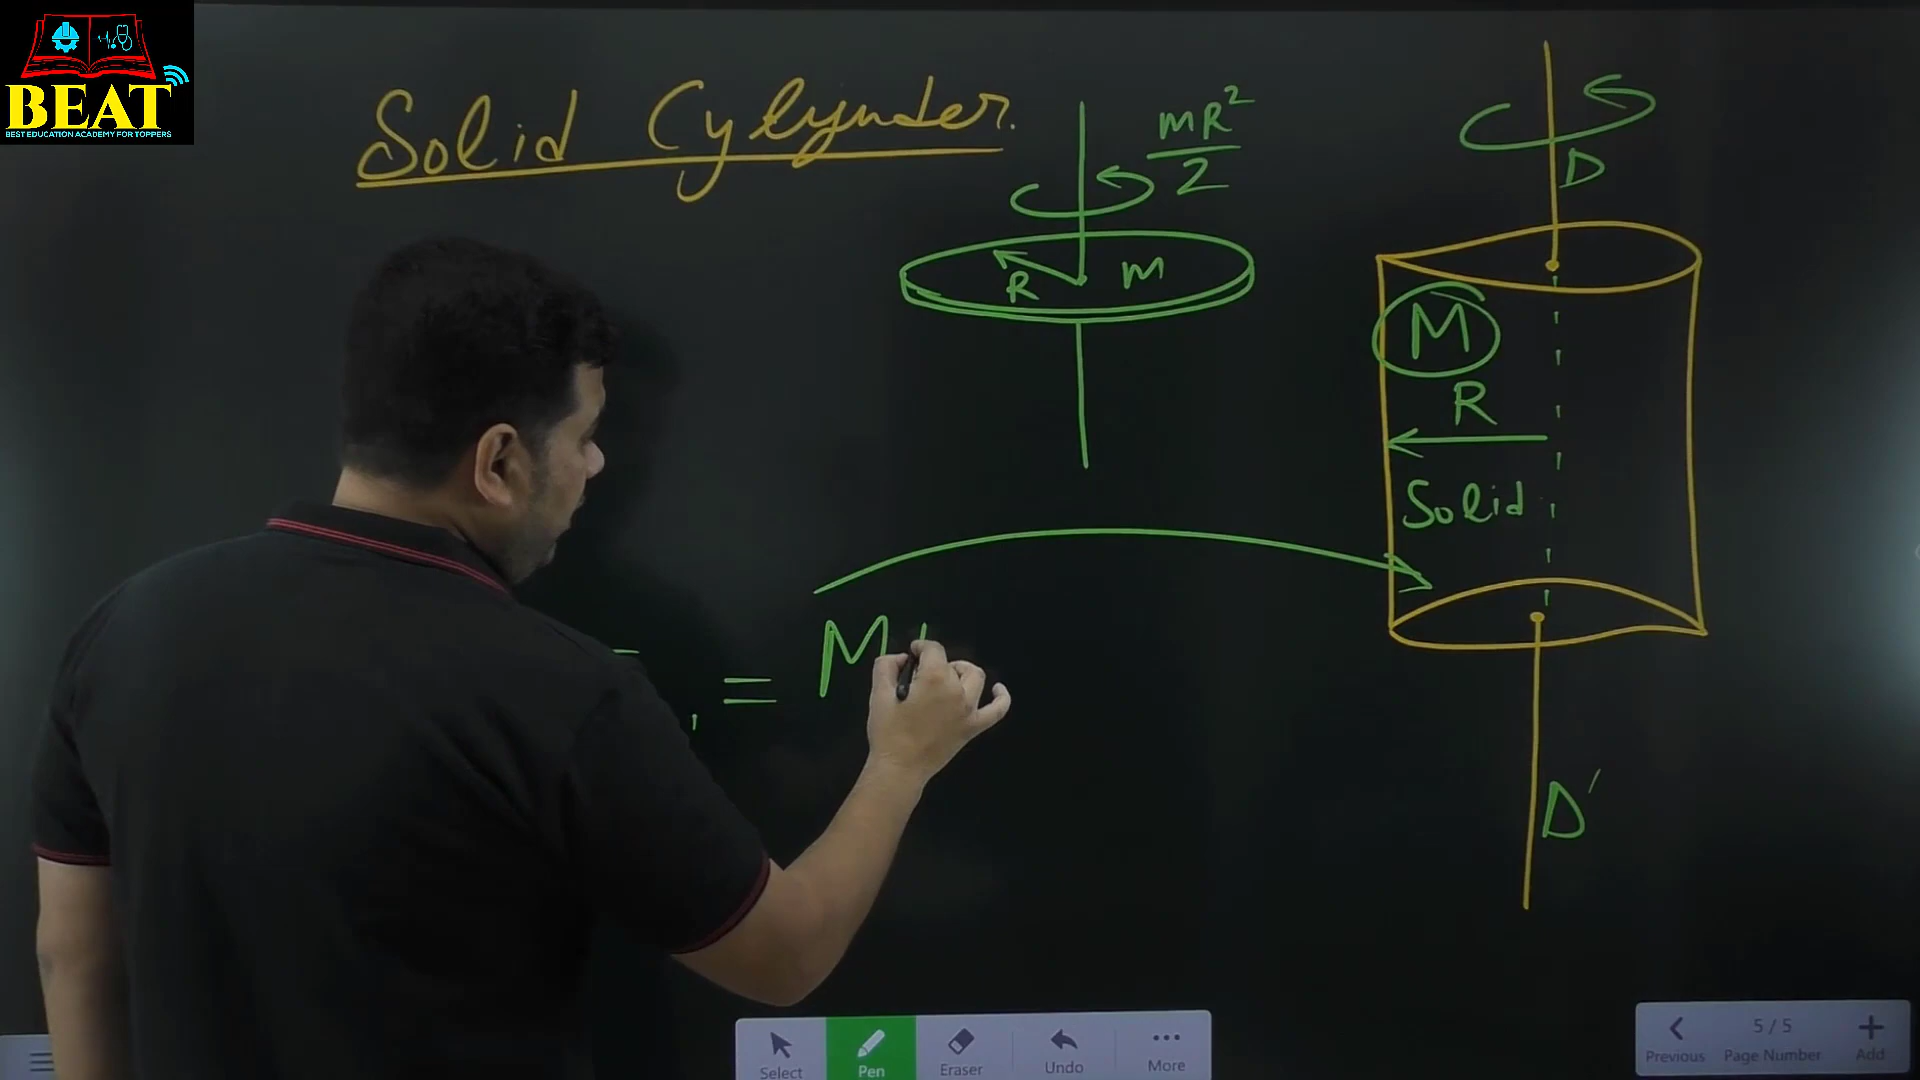 BEAT
BEST EDUCATION ACADEMY FOR TOPPERS
Solid Cylynder.
mR²
2
R
m
D
M
R
Solid
= M
D'
Select
Pen
Eraser
Undo
More
5 / 5
Previous
Page Number
Add